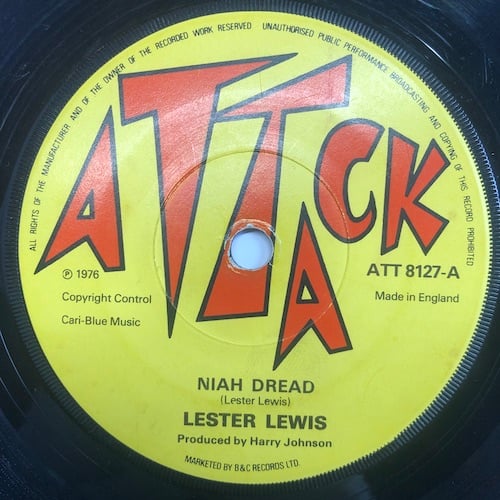 ALL RIGHTS OF THE MANUFACTURER AND OF THE OWNER OF THE RECORDED WORK RESERVED UNAUTHORISED PUBLIC PERFORMANCE BROADCASTING AND COPYING OF THIS RECORD PROHIBITED
ATTACK
℗ 1976
ATT 8127-A
Copyright Control
Made in England
Cari-Blue Music
NIAH DREAD
(Lester Lewis)
LESTER LEWIS
Produced by Harry Johnson
MARKETED BY B&C RECORDS LTD.